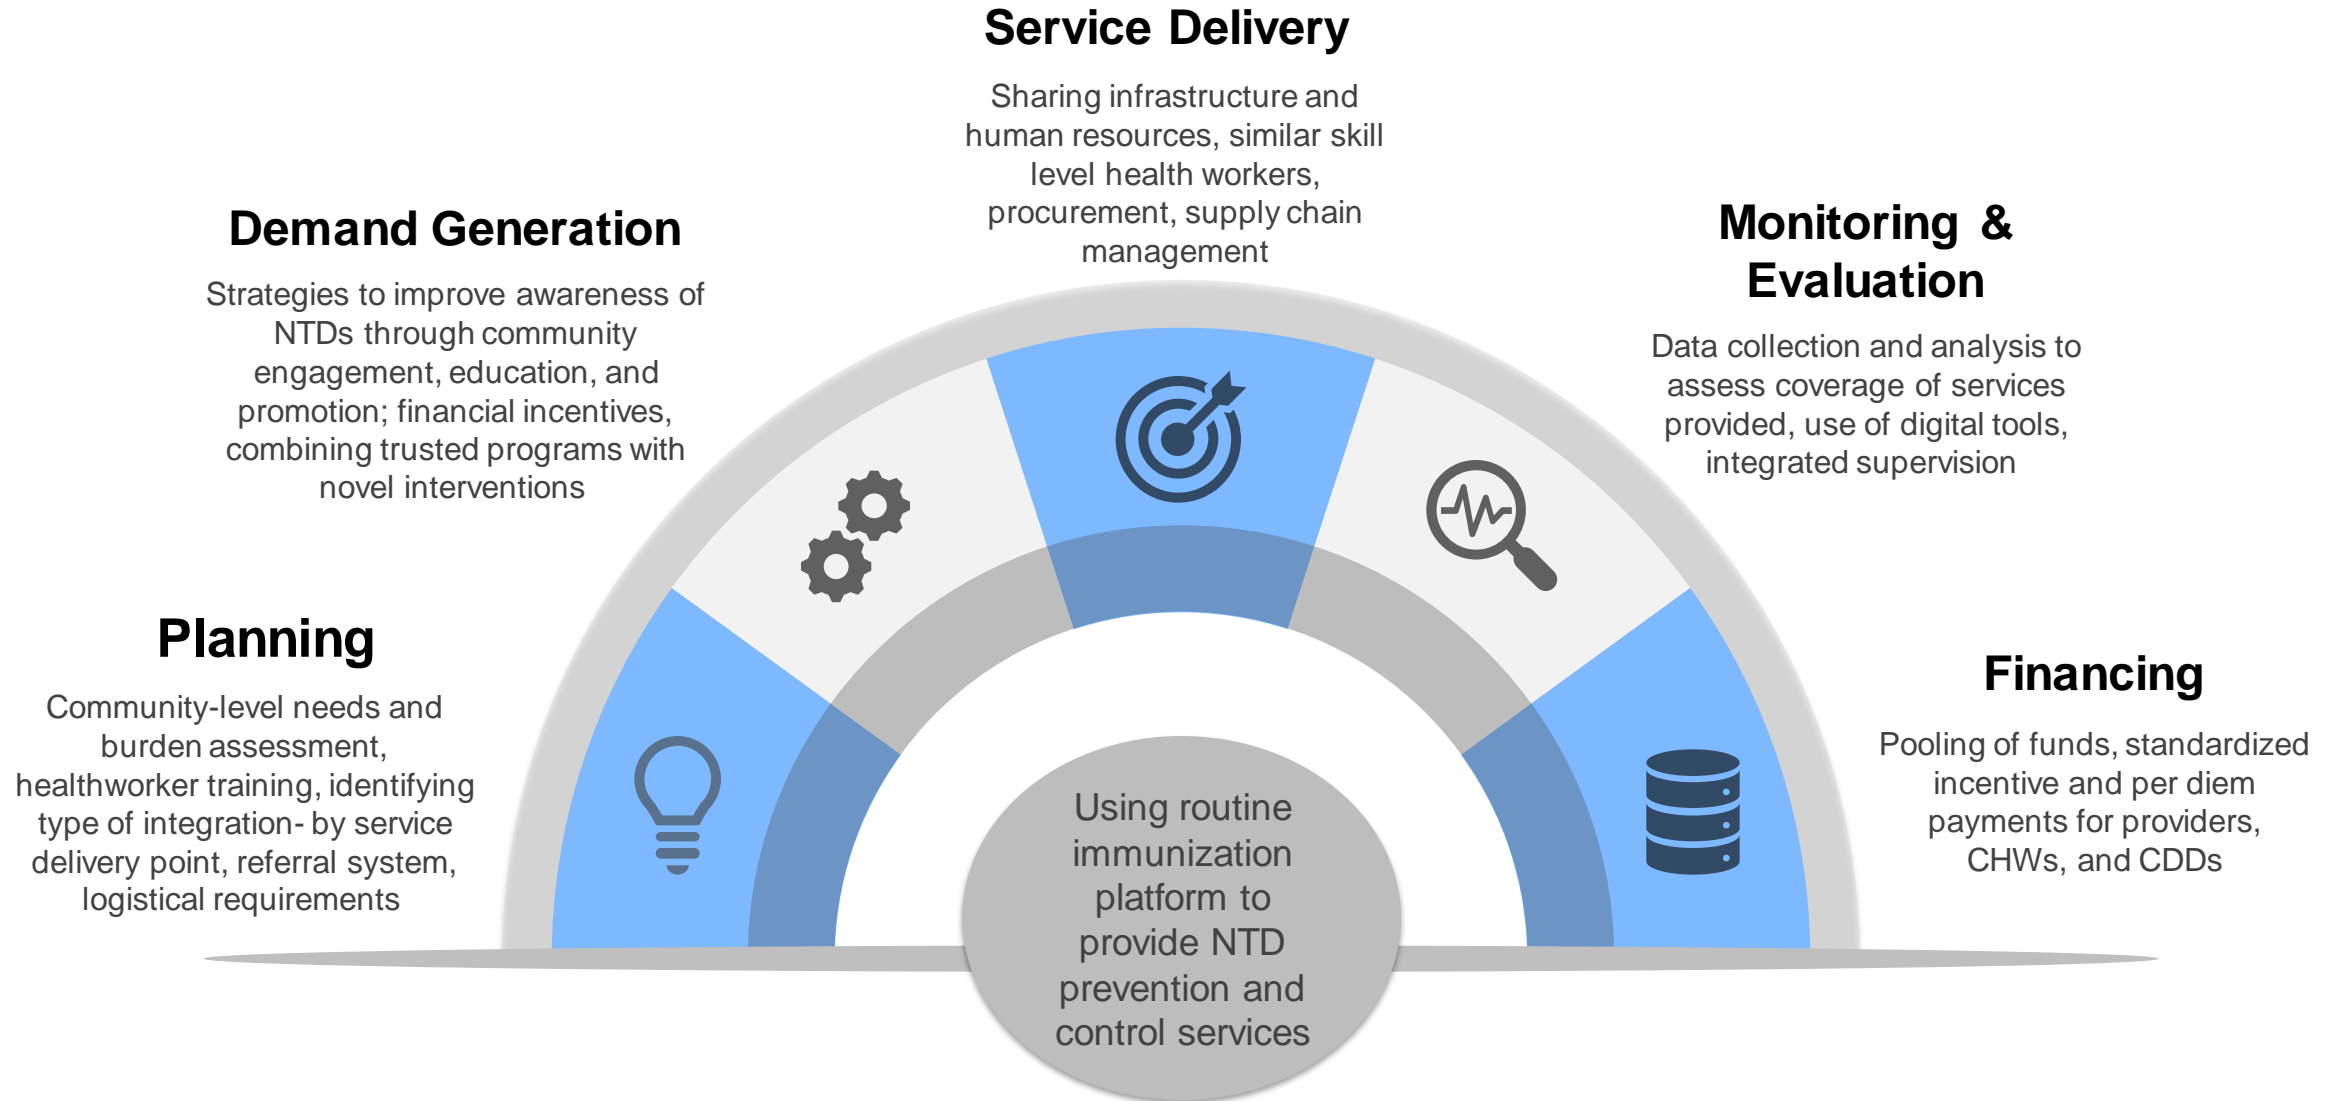 Service Delivery
Sharing infrastructure and
human resources, similar skill
level health workers,
procurement, supply chain
management
Demand Generation
Strategies to improve awareness of
NTDs through community
engagement, education, and
promotion; financial incentives,
combining trusted programs with
novel interventions
Monitoring &
Evaluation
Data collection and analysis to
assess coverage of services
provided, use of digital tools,
integrated supervision
Planning
Community-level needs and
burden assessment,
healthworker training, identifying
type of integration- by service
delivery point, referral system,
logistical requirements
Financing
Pooling of funds, standardized
incentive and per diem
payments for providers,
CHWs, and CDDs
Using routine
immunization
platform to
provide NTD
prevention and
control services